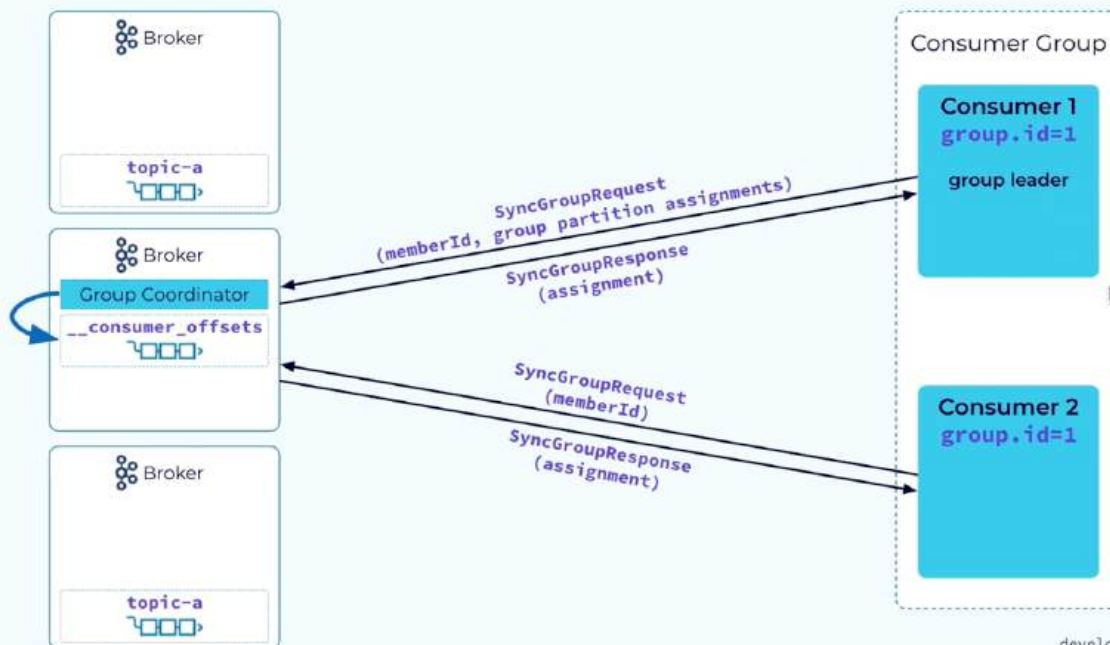 Broker
topic-a
Broker
Group Coordinator
__consumer_offsets
Broker
topic-a
SyncGroupRequest
(memberId, group partition assignments)
SyncGroupResponse
(assignment)
SyncGroupRequest
(memberId)
SyncGroupResponse
(assignment)
Consumer Group
Consumer 1
group.id=1
group leader
Consumer 2
group.id=1